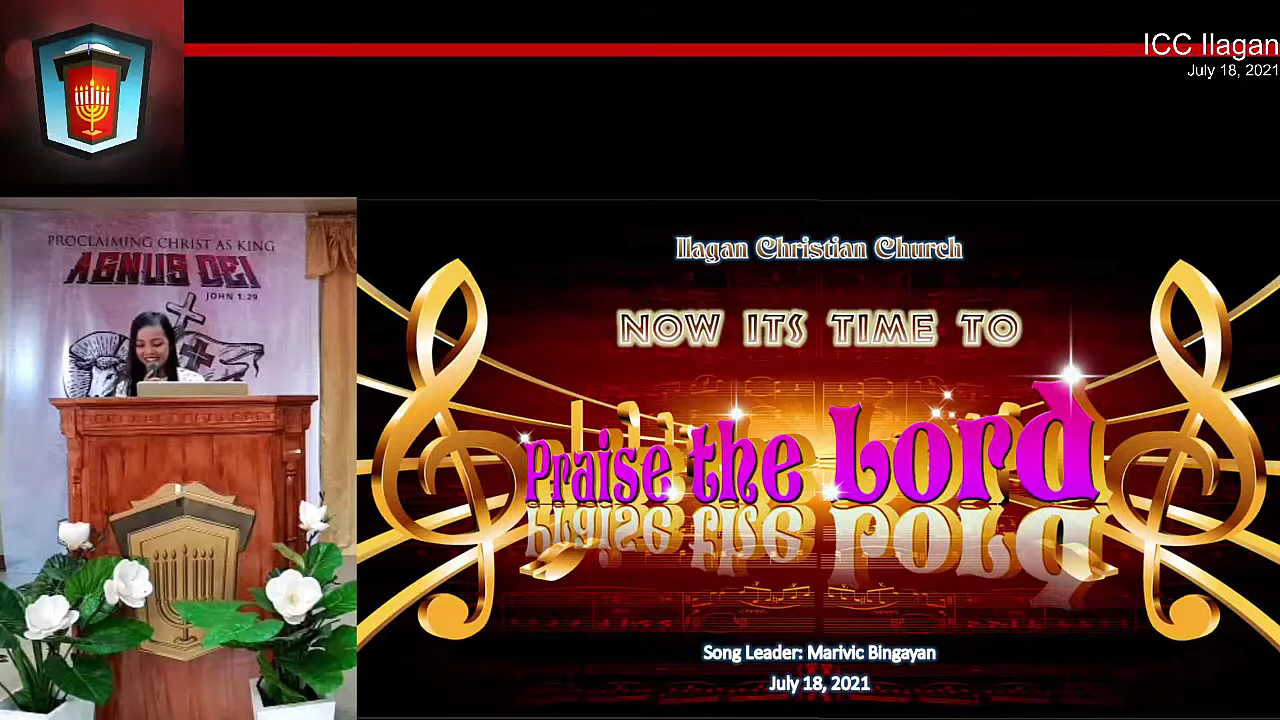 ICC Ilagan
July 18, 2021
PROCLAIMING CHRIST AS KING
AGNUS DEI
JOHN 1:29
Ilagan Christian Church
NOW ITS TIME TO
Praise the Lord
Song Leader: Marivic Bingayan
July 18, 2021